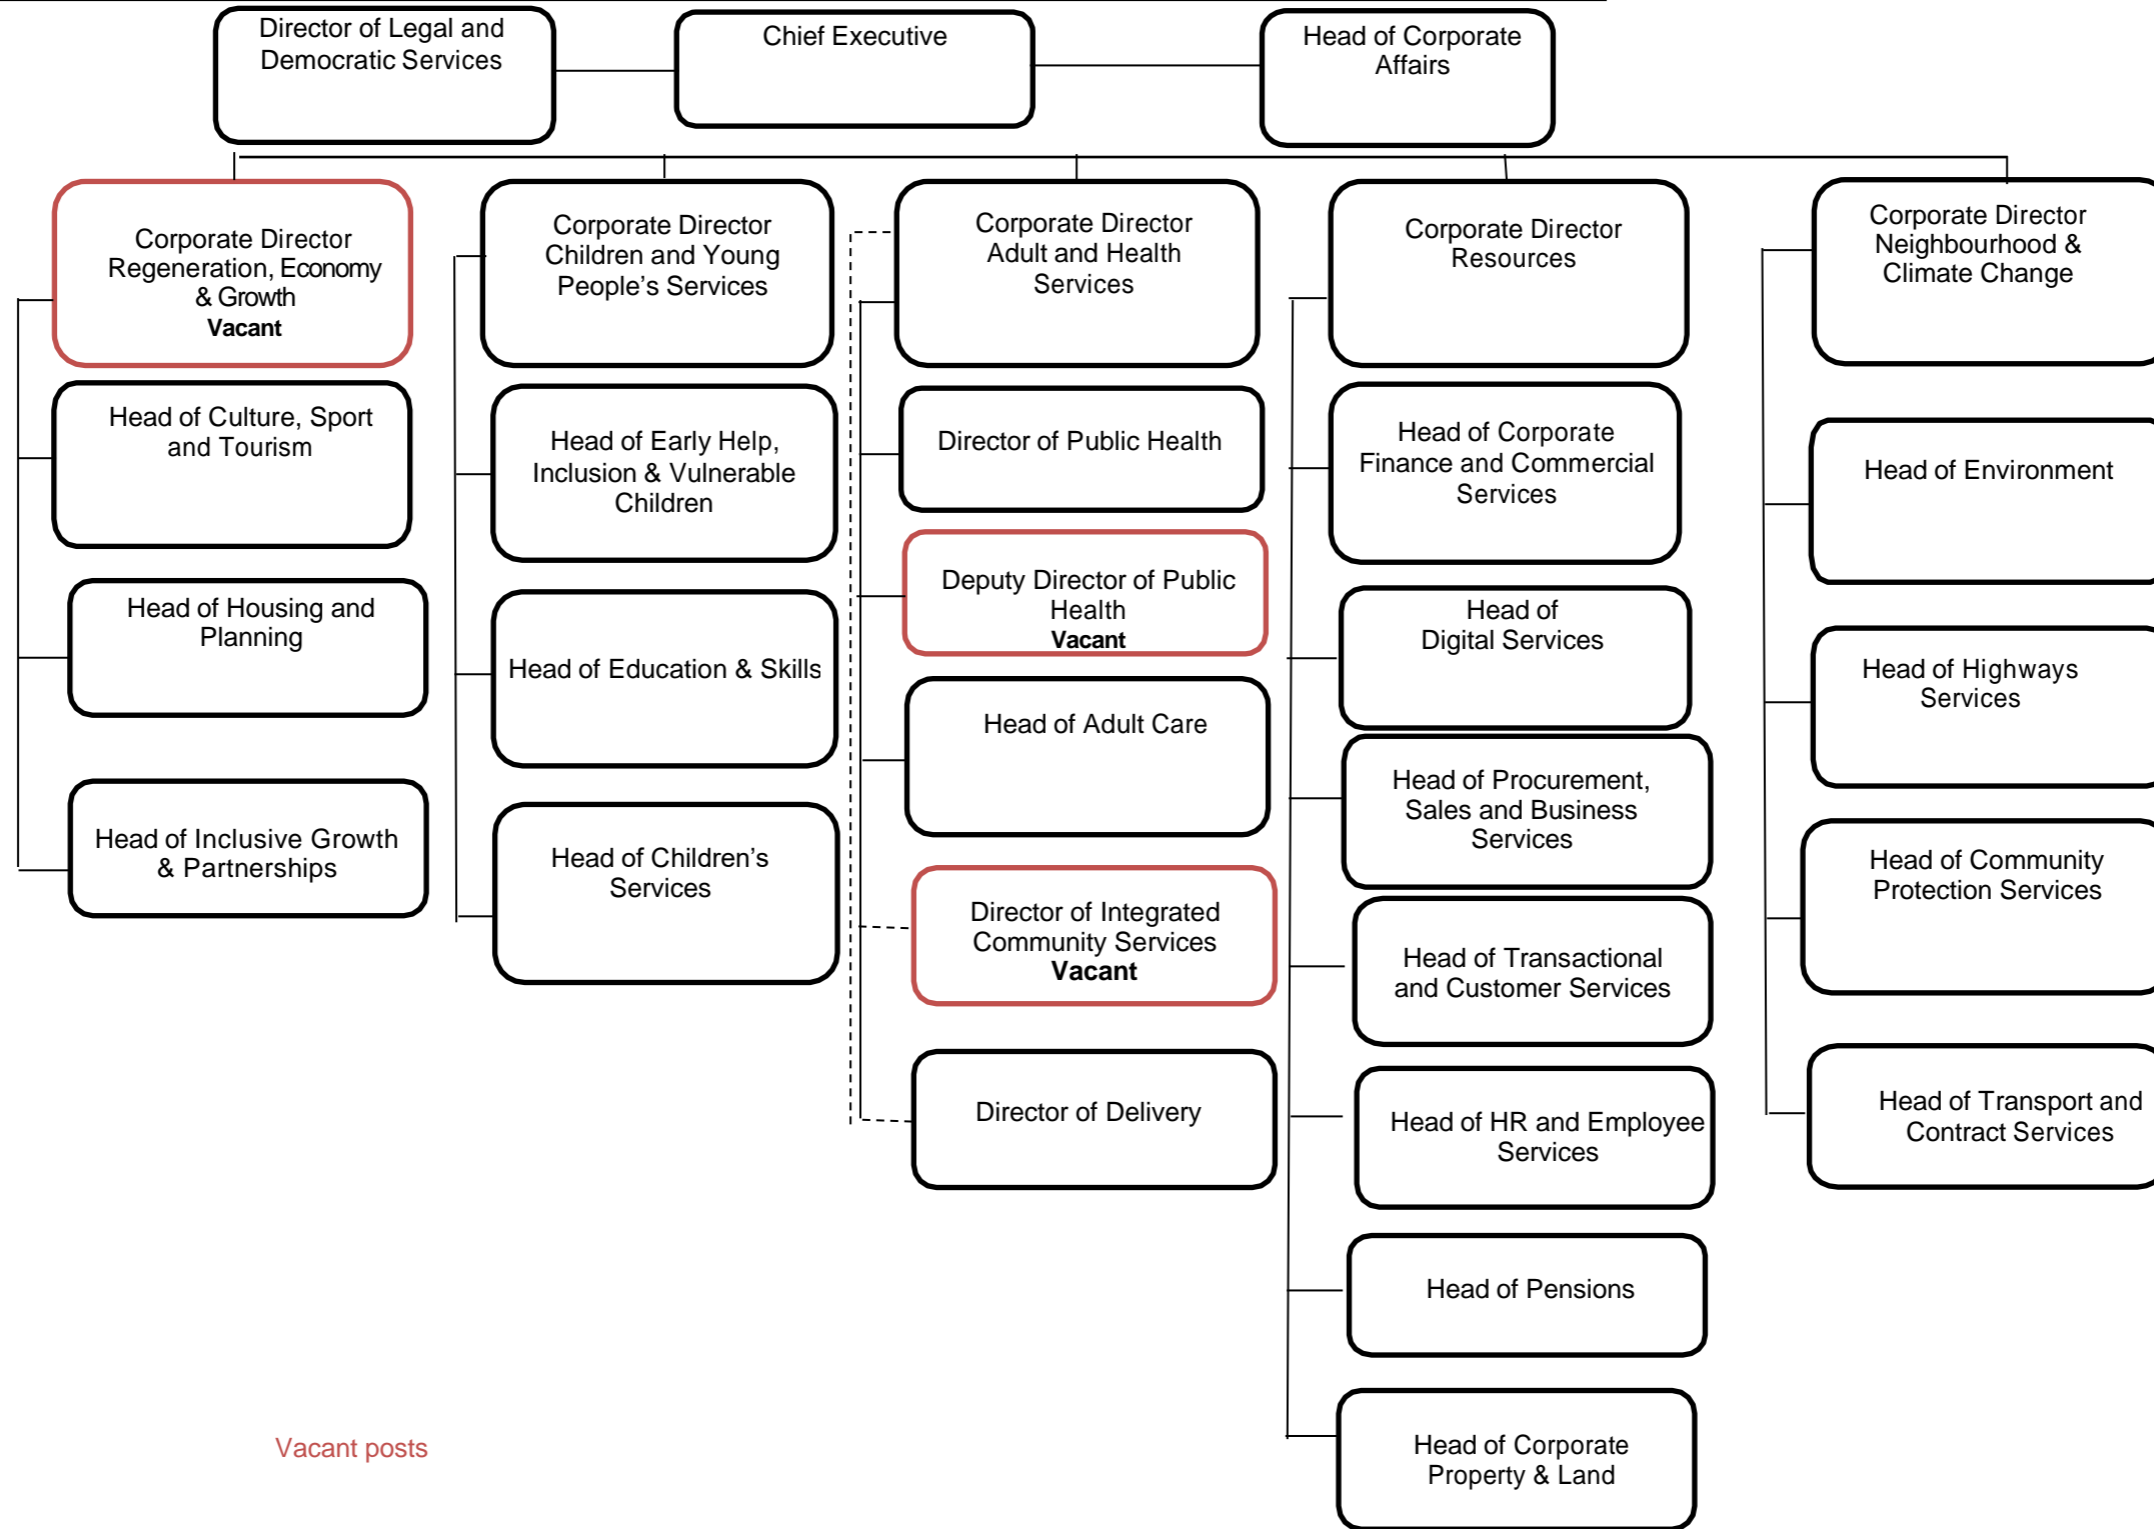 Director of Legal and
Democratic Services
Chief Executive
Head of Corporate
Affairs
Corporate Director
Regeneration, Economy
& Growth
Vacant
Head of Culture, Sport
and Tourism
Head of Housing and
Planning
Head of Inclusive Growth
& Partnerships
Corporate Director
Children and Young
People’s Services
Head of Early Help,
Inclusion & Vulnerable
Children
Head of Education & Skills
Head of Children’s
Services
Corporate Director
Adult and Health
Services
Director of Public Health
Deputy Director of Public
Health
Vacant
Head of Adult Care
Director of Integrated
Community Services
Vacant
Director of Delivery
Corporate Director
Resources
Head of Corporate
Finance and Commercial
Services
Head of
Digital Services
Head of Procurement,
Sales and Business
Services
Head of Transactional
and Customer Services
Head of HR and Employee
Services
Head of Pensions
Head of Corporate
Property & Land
Corporate Director
Neighbourhood &
Climate Change
Head of Environment
Head of Highways
Services
Head of Community
Protection Services
Head of Transport and
Contract Services
Vacant posts